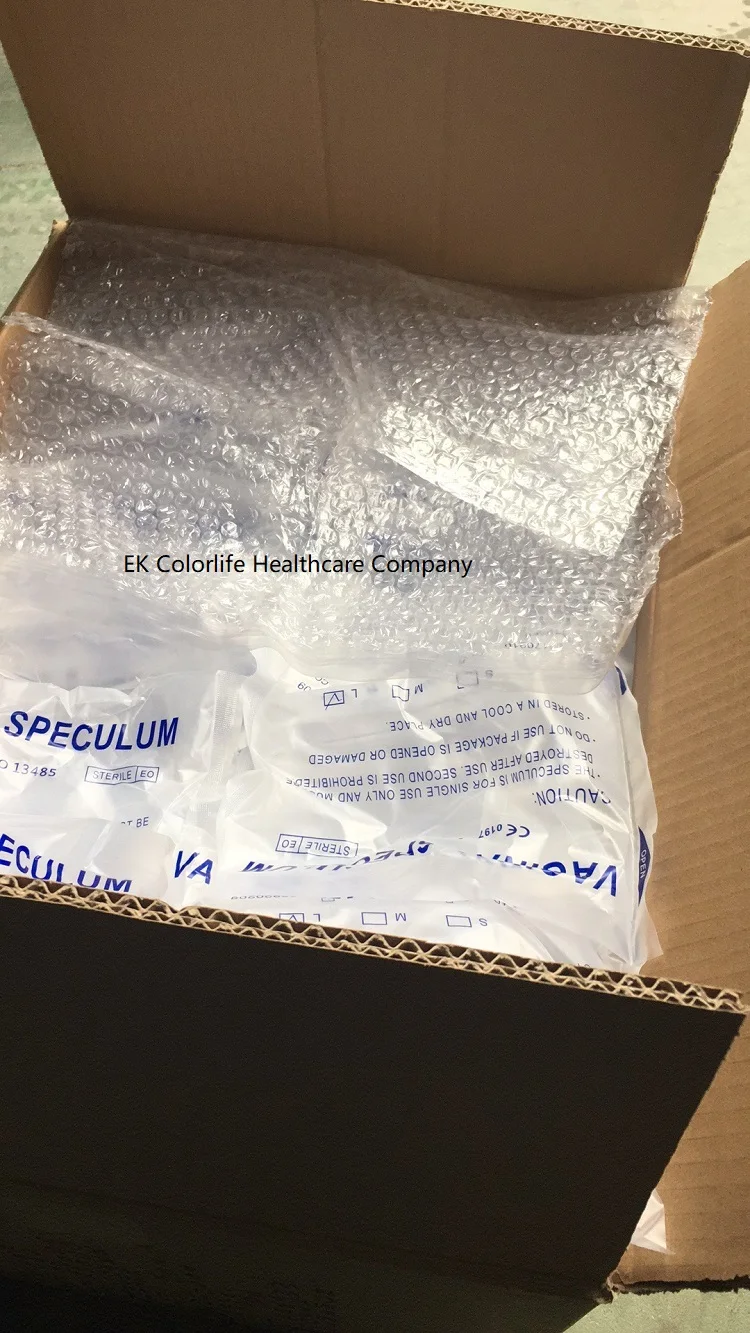 EK Colorlife Healthcare Company
SPECULUM
13485
STERILE EO
BE
VA
S M L
CAUTION:
·THE SPECULUM IS FOR SINGLE USE ONLY AND
DESTROYED AFTER USE. SECOND USE IS PROHIBITED
·DO NOT USE IF PACKAGE IS OPENED OR DAMAGED
·STORED IN A COOL AND DRY PLACE.
CE 0197
STERILE EO
OPEN
S M L